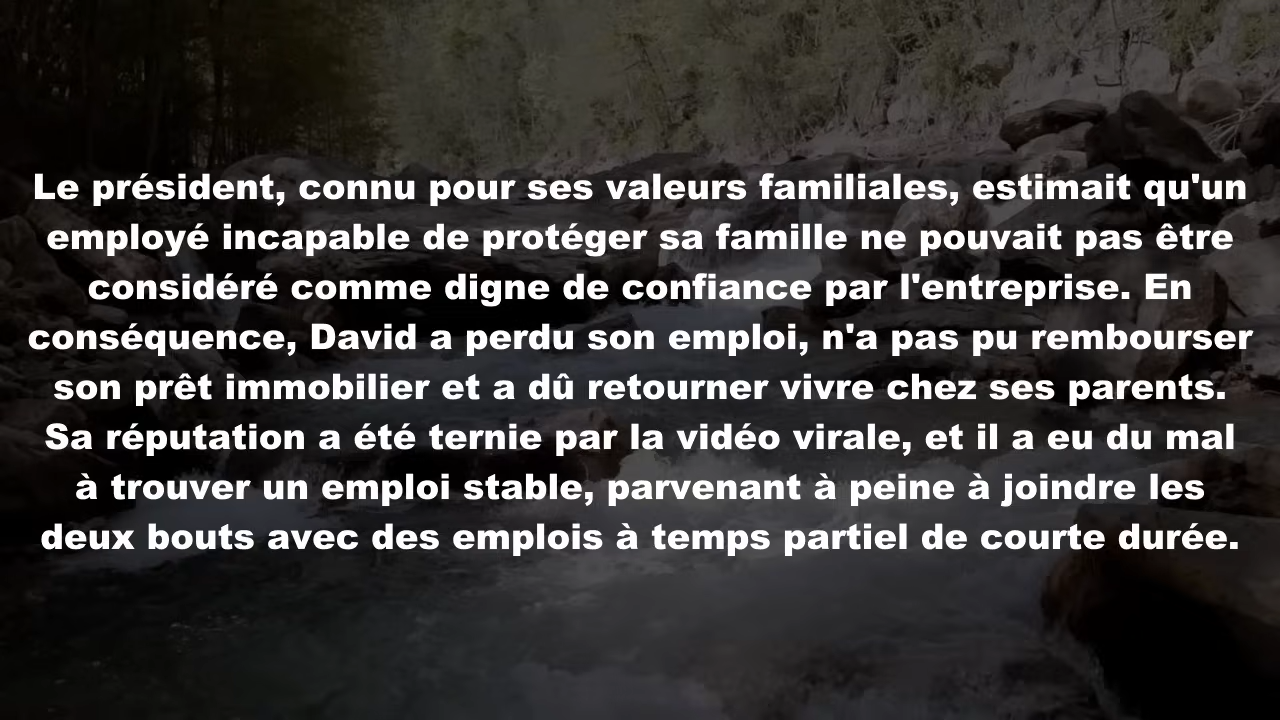 Le président, connu pour ses valeurs familiales, estimait qu'un
employé incapable de protéger sa famille ne pouvait pas être
considéré comme digne de confiance par l'entreprise. En
conséquence, David a perdu son emploi, n'a pas pu rembourser
son prêt immobilier et a dû retourner vivre chez ses parents.
Sa réputation a été ternie par la vidéo virale, et il a eu du mal
à trouver un emploi stable, parvenant à peine à joindre les
deux bouts avec des emplois à temps partiel de courte durée.